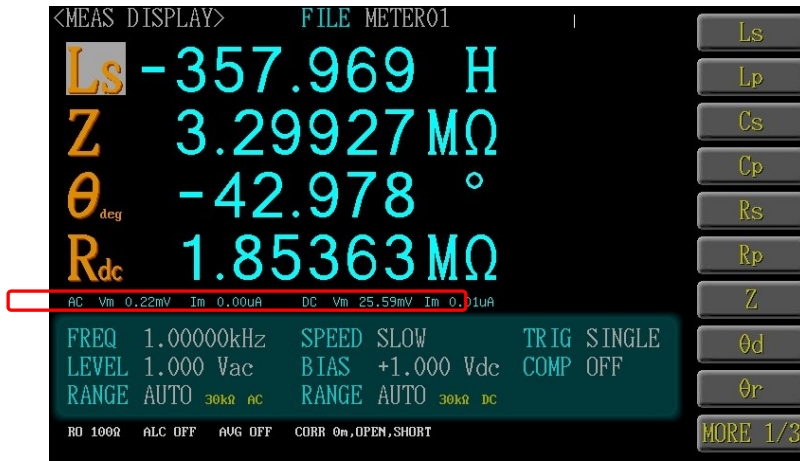 <MEAS DISPLAY> FILE METER01
Ls -357.969 H
Z 3.29927 MΩ
θdeg -42.978 °
Rdc 1.85363 MΩ
AC Vm 0.22mV Im 0.00uA DC Vm 25.59mV Im 0.01uA
FREQ 1.00000kHz SPEED SLOW TRIG SINGLE
LEVEL 1.000 Vac BIAS +1.000 Vdc COMP OFF
RANGE AUTO 30kΩ AC RANGE AUTO 30kΩ DC
RO 100Ω ALC OFF AVG OFF CORR 0m,OPEN,SHORT
Ls
Lp
Cs
Cp
Rs
Rp
Z
θd
θr
MORE 1/3